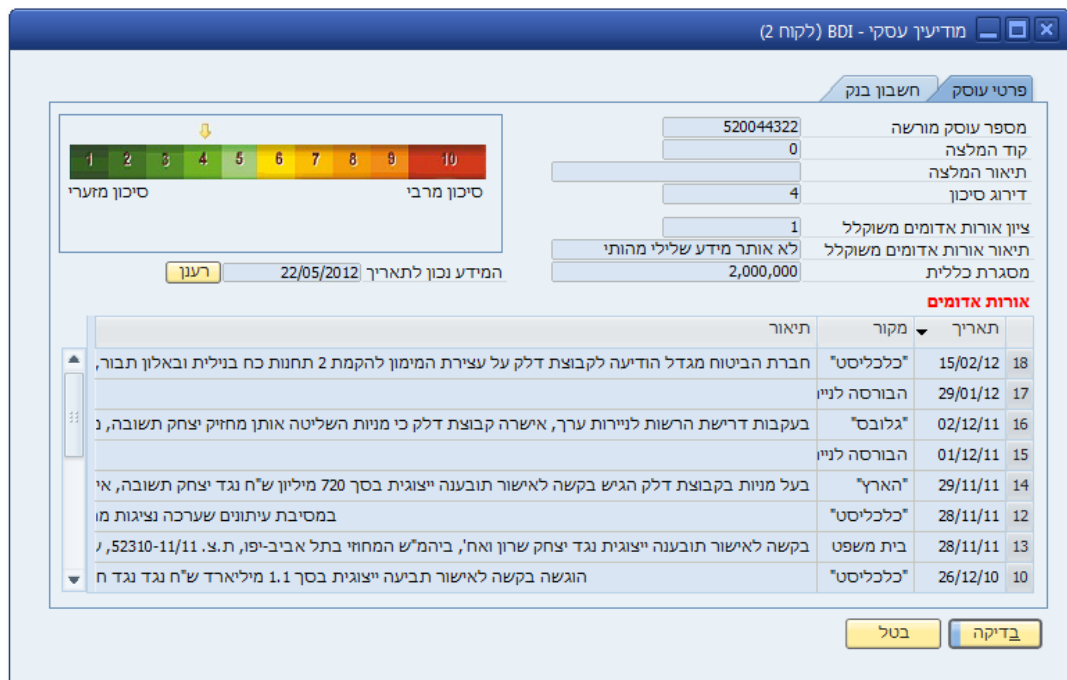 מודיעין עסקי - BDI (לקוח 2)
פרטי עוסק
חשבון בנק
מספר עוסק מורשה 520044322
קוד המלצה 0
תיאור המלצה
דירוג סיכון 4
ציון אורות אדומים משוקלל 1
תיאור אורות אדומים משוקלל לא אותר מידע שלילי מהותי
מסגרת כללית 2,000,000
1 2 3 4 5 6 7 8 9 10
סיכון מרבי סיכון מזערי
המידע נכון לתאריך 22/05/2012 רענן
אורות אדומים
תאריך מקור תיאור
18 15/02/12 "כלכליסט" חברת הביטוח מגדל הודיעה לקבוצת דלק על עצירת המימון להקמת 2 תחנות כח בנילית ובאלון תבור,
17 29/01/12 הבורסה לניי
16 02/12/11 "גלובס" בעקבות דרישת הרשות לניירות ערך, אישרה קבוצת דלק כי מניות השליטה אותן מחזיק יצחק תשובה,
15 01/12/11 הבורסה לניי
14 29/11/11 "הארץ" בעל מניות בקבוצת דלק הגיש בקשה לאישור תובענה ייצוגית בסך 720 מיליון ש"ח נגד יצחק תשובה, אי
12 28/11/11 "כלכליסט" במסיבת עיתונים שערכה נציגות
13 28/11/11 בית משפט בקשה לאישור תובענה ייצוגית נגד יצחק שרון ואח', ביהמ"ש המחוזי בתל אביב-יפו, ת.צ. 52310-11/11,
10 26/12/10 "כלכליסט" הוגשה בקשה לאישור תביעה ייצוגית בסך 1.1 מיליארד ש"ח נגד נגד ח
בדיקה בטל